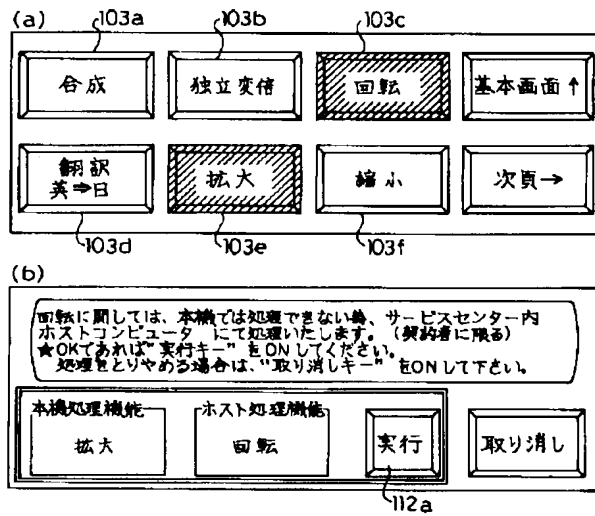 (a)
103a
103b
103c
合成
独立変倍
回転
基本画面↑
翻訳
英⇒日
拡大
縮小
次頁→
103d
103e
103f
(b)
回転に関しては、本機では処理できない為、サービスセンター内
ホストコンピュータ にて処理いたします。(契約者に限る)
★OKであれば"実行キー"をONしてください。
処理をとりやめる場合は、"取り消しキー"をONして下さい。
本機処理機能
ホスト処理機能
拡大
回転
実行
取り消し
112a